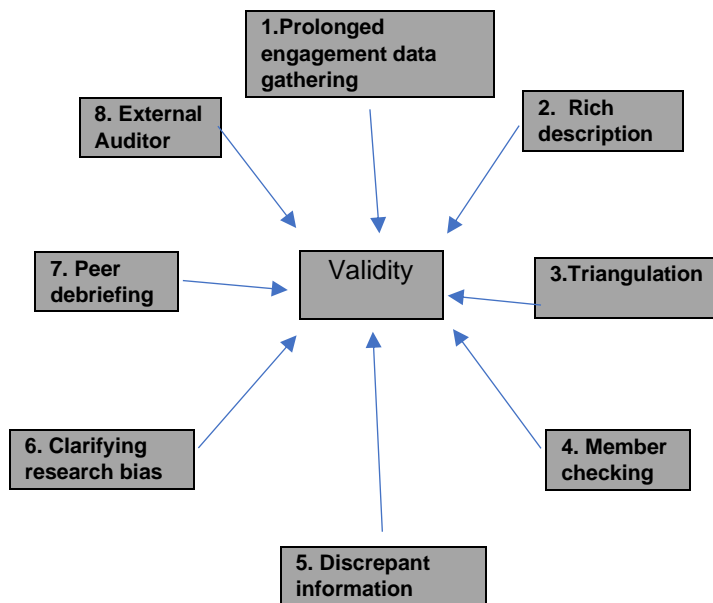 1.Prolonged
engagement data
gathering
2.  Rich
description
3.Triangulation
4. Member
checking
5. Discrepant
information
6. Clarifying
research bias
7. Peer
debriefing
8. External
Auditor
Validity